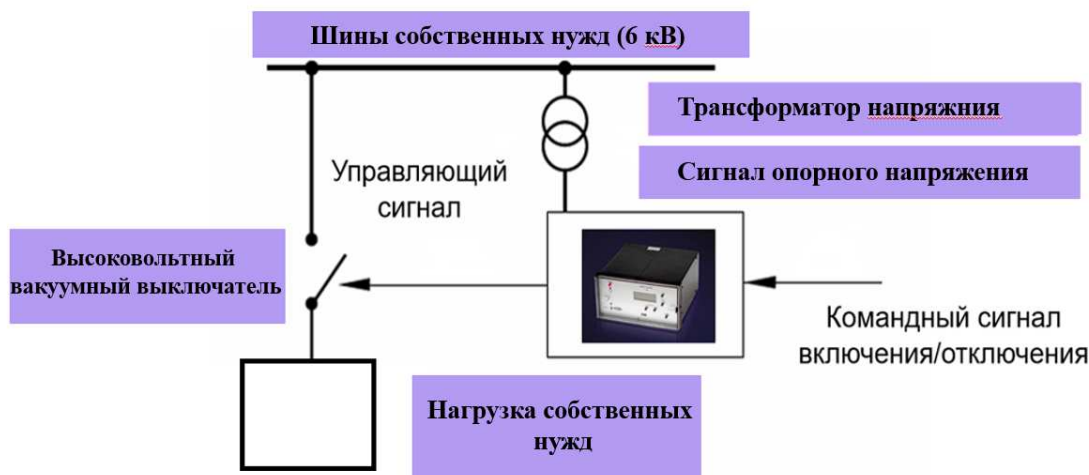 Шины собственных нужд (6 кВ)
Трансформатор напряжния
Сигнал опорного напряжения
Управляющий
сигнал
Высоковольтный
вакуумный выключатель
Командный сигнал
включения/отключения
Нагрузка собственных
нужд